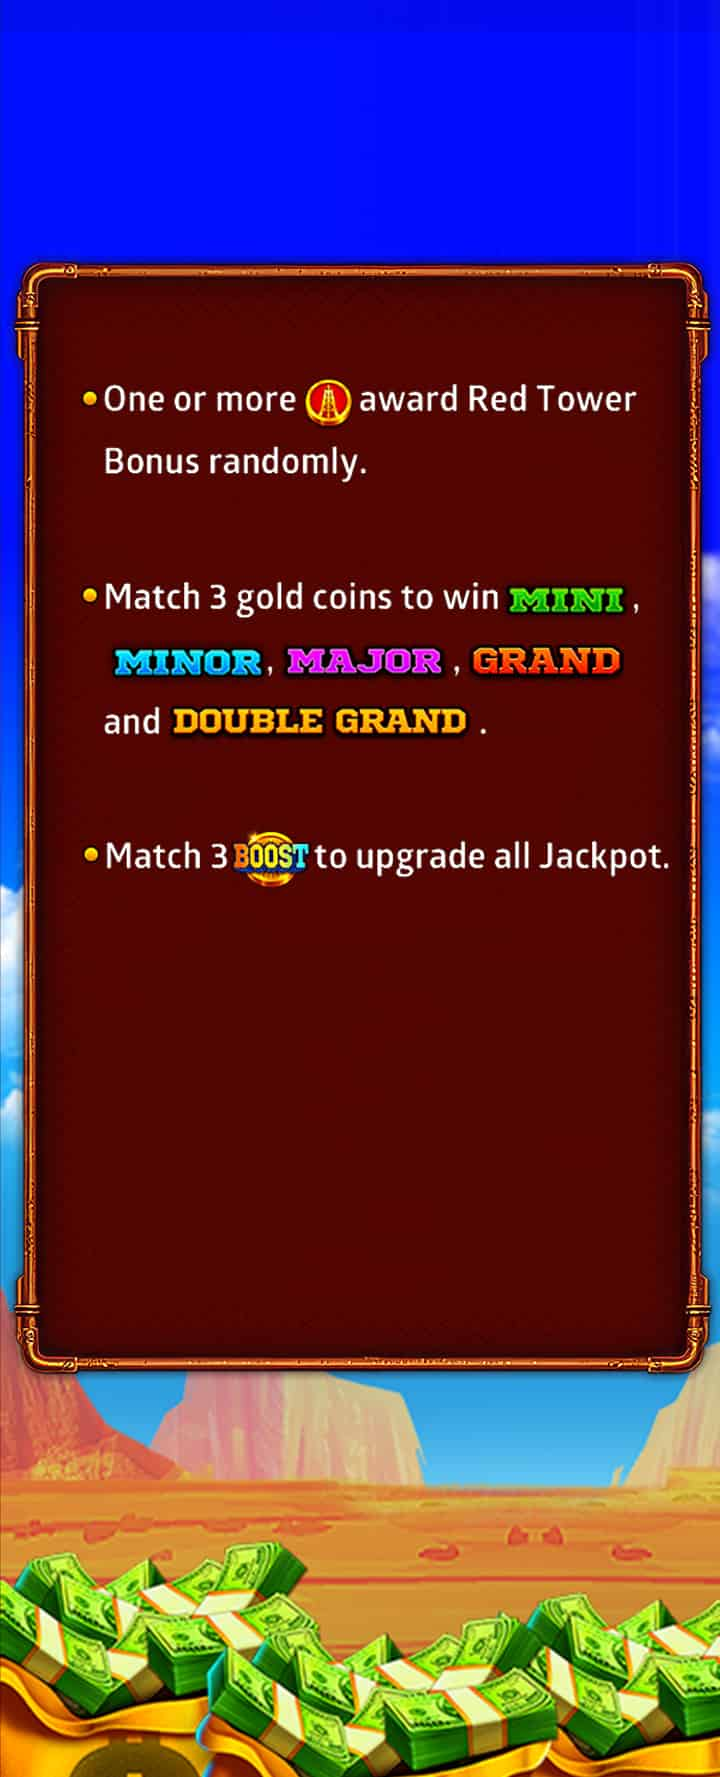 • One or more award Red Tower
Bonus randomly.
• Match 3 gold coins to win MINI ,
MINOR, MAJOR , GRAND
and DOUBLE GRAND .
• Match 3 BOOST to upgrade all Jackpot.